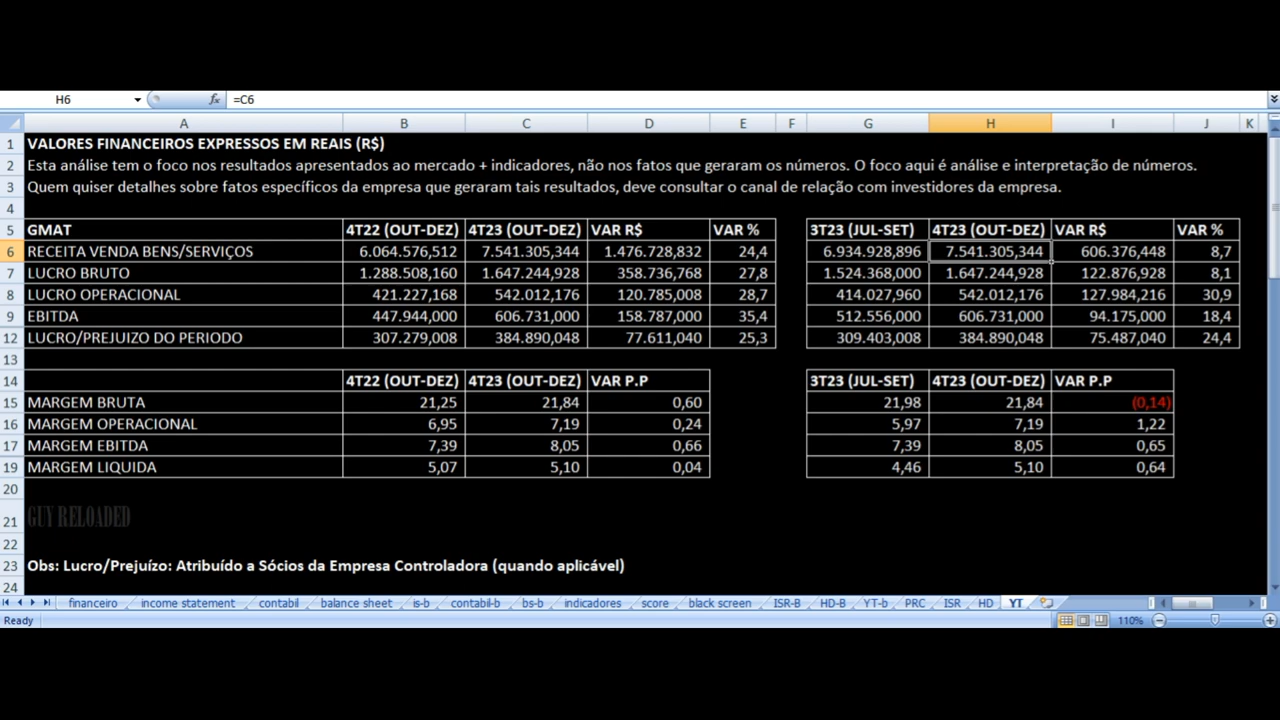 H6 fx =C6
A B C D E F G H I J K
1 VALORES FINANCEIROS EXPRESSOS EM REAIS (R$)
2 Esta análise tem o foco nos resultados apresentados ao mercado + indicadores, não nos fatos que geraram os números. O foco aqui é análise e interpretação de números.
3 Quem quiser detalhes sobre fatos específicos da empresa que geraram tais resultados, deve consultar o canal de relação com investidores da empresa.
4
5 GMAT 4T22 (OUT-DEZ) 4T23 (OUT-DEZ) VAR R$ VAR % 3T23 (JUL-SET) 4T23 (OUT-DEZ) VAR R$ VAR %
6 RECEITA VENDA BENS/SERVIÇOS 6.064.576,512 7.541.305,344 1.476.728,832 24,4 6.934.928,896 7.541.305,344 606.376,448 8,7
7 LUCRO BRUTO 1.288.508,160 1.647.244,928 358.736,768 27,8 1.524.368,000 1.647.244,928 122.876,928 8,1
8 LUCRO OPERACIONAL 421.227,168 542.012,176 120.785,008 28,7 414.027,960 542.012,176 127.984,216 30,9
9 EBITDA 447.944,000 606.731,000 158.787,000 35,4 512.556,000 606.731,000 94.175,000 18,4
12 LUCRO/PREJUIZO DO PERIODO 307.279,008 384.890,048 77.611,040 25,3 309.403,008 384.890,048 75.487,040 24,4
13
14 4T22 (OUT-DEZ) 4T23 (OUT-DEZ) VAR P.P 3T23 (JUL-SET) 4T23 (OUT-DEZ) VAR P.P
15 MARGEM BRUTA 21,25 21,84 0,60 21,98 21,84 (0,14)
16 MARGEM OPERACIONAL 6,95 7,19 0,24 5,97 7,19 1,22
17 MARGEM EBITDA 7,39 8,05 0,66 7,39 8,05 0,65
19 MARGEM LIQUIDA 5,07 5,10 0,04 4,46 5,10 0,64
20
21 GUY RELOADED
22
23 Obs: Lucro/Prejuízo: Atribuído a Sócios da Empresa Controladora (quando aplicável)
24
financeiro income statement contabil balance sheet is-b contabil-b bs-b indicadores score black screen ISR-B HD-B YT-b PRC ISR HD YT
Ready 110%